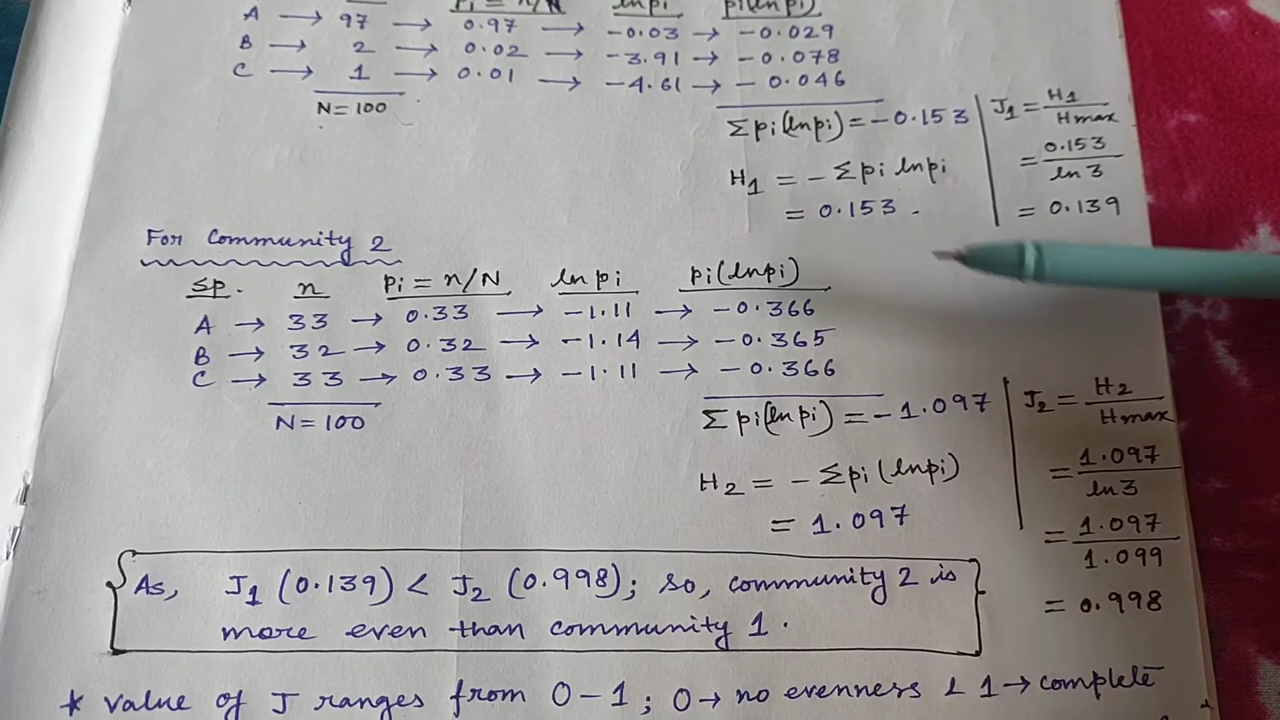 pi = n/N lnpi pi(lnpi)
A → 97 → 0.97 → -0.03 → -0.029
B → 2 → 0.02 → -3.91 → -0.078
C → 1 → 0.01 → -4.61 → -0.046
N = 100
Σpi(lnpi) = -0.153
H1 = -Σpi lnpi
= 0.153.
J1 = H1/Hmax
= 0.153/ln3
= 0.139
For Community 2
sp. n pi = n/N lnpi pi(lnpi)
A → 33 → 0.33 → -1.11 → -0.366
B → 32 → 0.32 → -1.14 → -0.365
C → 33 → 0.33 → -1.11 → -0.366
N = 100
Σpi(lnpi) = -1.097
H2 = -Σpi(lnpi)
= 1.097
J2 = H2/Hmax
= 1.097/ln3
= 1.097/1.099
= 0.998
As, J1 (0.139) < J2 (0.998); so, community 2 is
more even than community 1.
* value of J ranges from 0-1; 0→ no evenness & 1→ complete